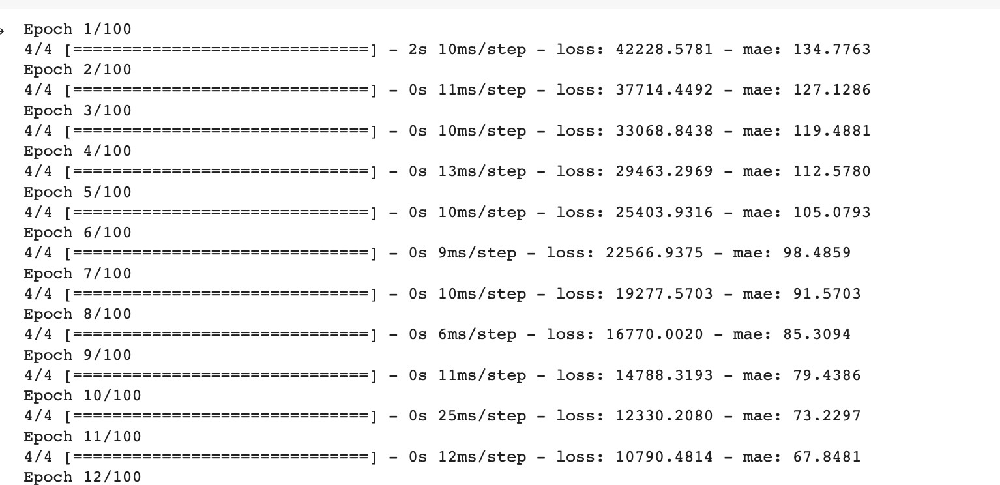 Epoch 1/100
4/4 [==============================] - 2s 10ms/step - loss: 42228.5781 - mae: 134.7763
Epoch 2/100
4/4 [==============================] - 0s 11ms/step - loss: 37714.4492 - mae: 127.1286
Epoch 3/100
4/4 [==============================] - 0s 10ms/step - loss: 33068.8438 - mae: 119.4881
Epoch 4/100
4/4 [==============================] - 0s 13ms/step - loss: 29463.2969 - mae: 112.5780
Epoch 5/100
4/4 [==============================] - 0s 10ms/step - loss: 25403.9316 - mae: 105.0793
Epoch 6/100
4/4 [==============================] - 0s 9ms/step - loss: 22566.9375 - mae: 98.4859
Epoch 7/100
4/4 [==============================] - 0s 10ms/step - loss: 19277.5703 - mae: 91.5703
Epoch 8/100
4/4 [==============================] - 0s 6ms/step - loss: 16770.0020 - mae: 85.3094
Epoch 9/100
4/4 [==============================] - 0s 11ms/step - loss: 14788.3193 - mae: 79.4386
Epoch 10/100
4/4 [==============================] - 0s 25ms/step - loss: 12330.2080 - mae: 73.2297
Epoch 11/100
4/4 [==============================] - 0s 12ms/step - loss: 10790.4814 - mae: 67.8481
Epoch 12/100